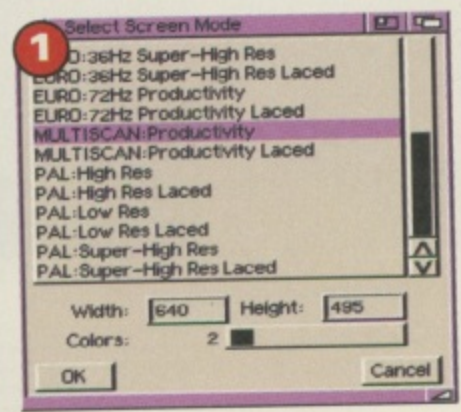 1
Select Screen Mode
EURO:36Hz Super-High Res
EURO:36Hz Super-High Res Laced
EURO:72Hz Productivity
EURO:72Hz Productivity Laced
MULTISCAN:Productivity
MULTISCAN:Productivity Laced
PAL:High Res
PAL:High Res Laced
PAL:Low Res
PAL:Low Res Laced
PAL:Super-High Res
PAL:Super-High Res Laced
Width: 640 Height: 495
Colors: 2
OK Cancel